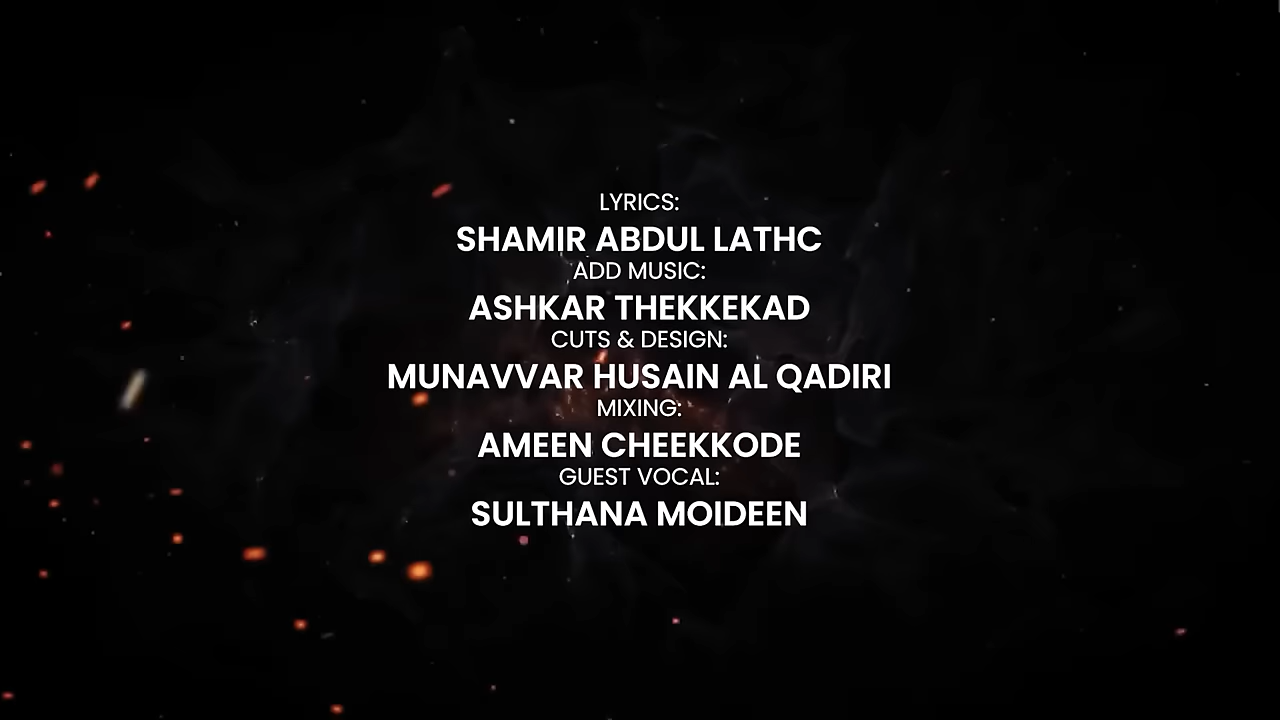 LYRICS:
SHAMIR ABDUL LATHC
ADD MUSIC:
ASHKAR THEKKEKAD
CUTS & DESIGN:
MUNAVVAR HUSAIN AL QADIRI
MIXING:
AMEEN CHEEKKODE
GUEST VOCAL:
SULTHANA MOIDEEN